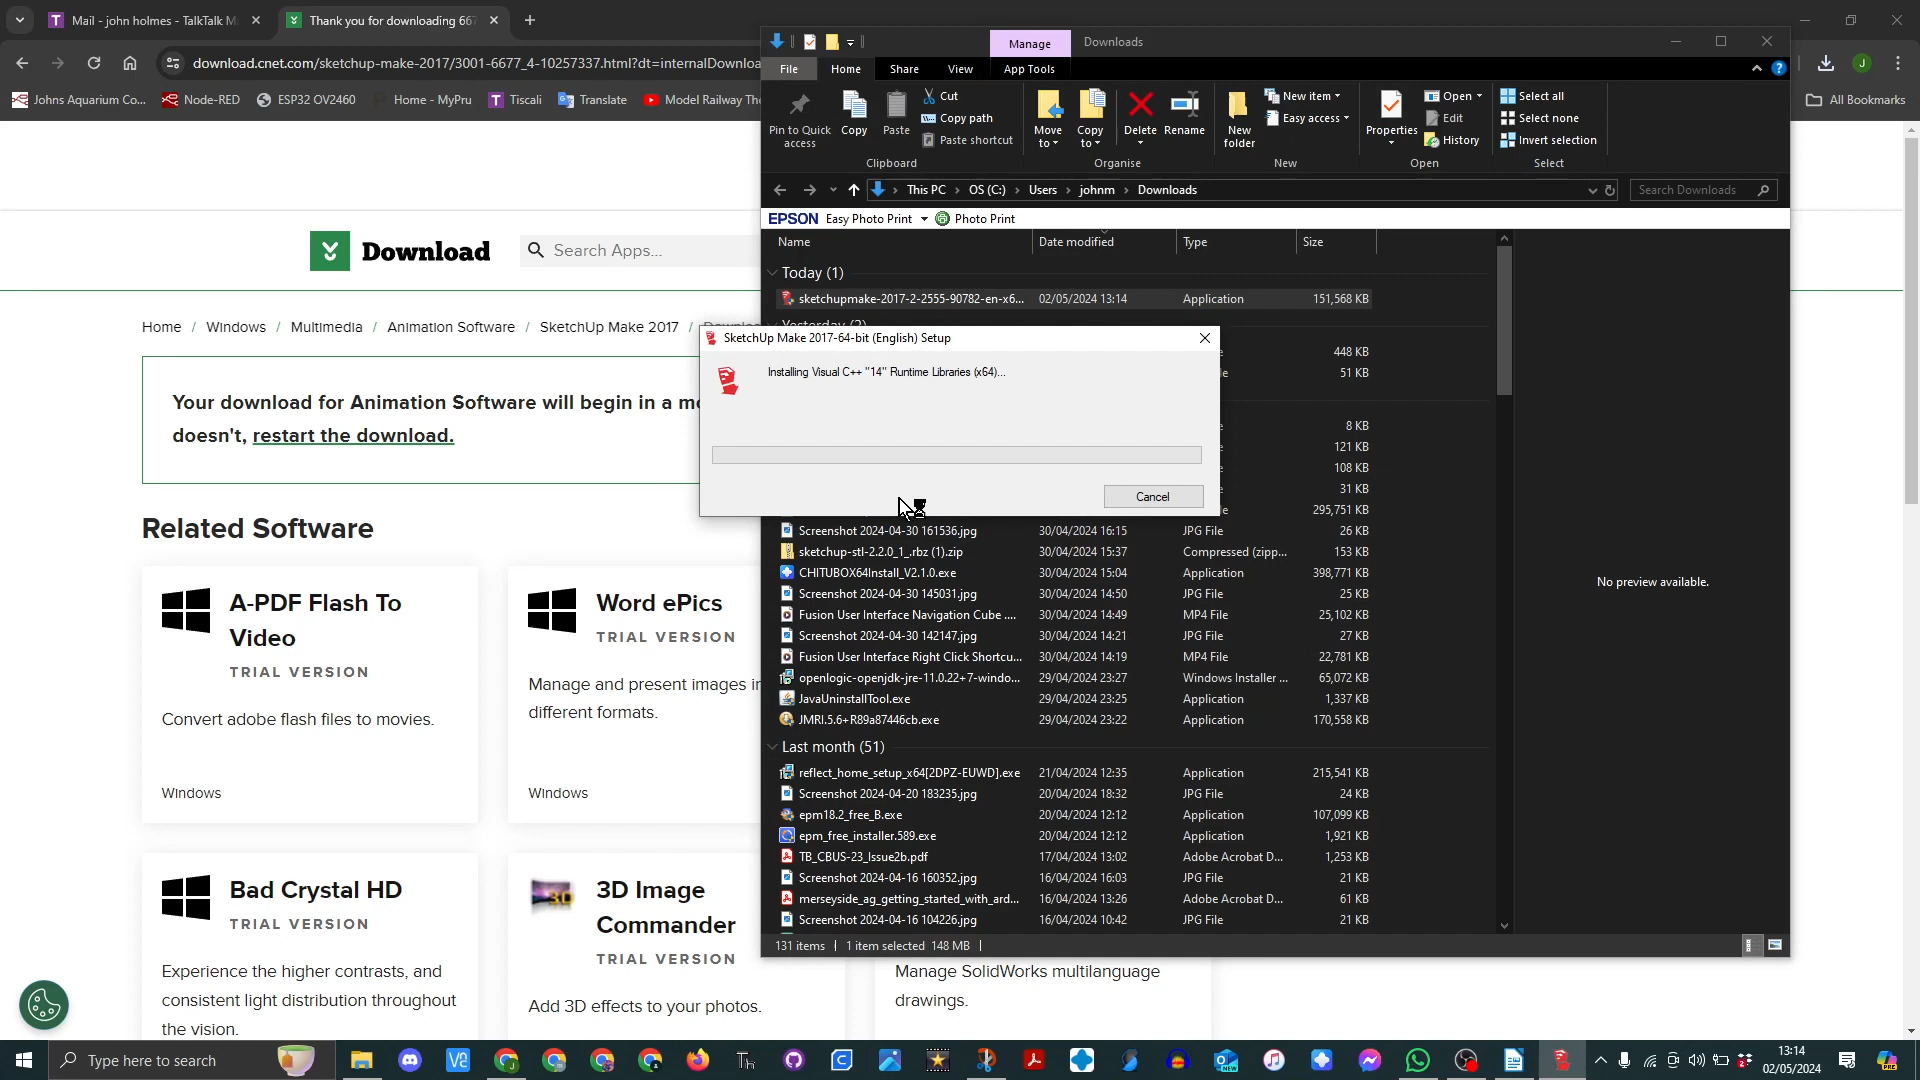 Mail - john holmes - TalkTalk M
Thank you for downloading 667
download.cnet.com/sketchup-make-2017/3001-6677_4-10257337.html?dt=internalDownloa
J
Johns Aquarium Co...
Node-RED
ESP32 OV2460
Home - MyPru
Tiscali
Translate
Model Railway The
All Bookmarks
Download
Search Apps...
Home / Windows / Multimedia / Animation Software / SketchUp Make 2017 /
Your download for Animation Software will begin in a mo
doesn't, restart the download.
Related Software
A-PDF Flash To
Video
TRIAL VERSION
Convert adobe flash files to movies.
Windows
Word ePics
TRIAL VERSION
Manage and present images in
different formats.
Windows
Bad Crystal HD
TRIAL VERSION
Experience the higher contrasts, and
consistent light distribution throughout
the vision.
3D
3D Image
Commander
TRIAL VERSION
Add 3D effects to your photos.
Manage SolidWorks multilanguage
drawings.
Manage
Downloads
File
Home
Share
View
App Tools
Pin to Quick
access
Copy
Paste
Cut
Copy path
Paste shortcut
Clipboard
Move
to
Copy
to
Delete
Rename
Organise
New
folder
New item
Easy access
New
Properties
Open
Edit
History
Open
Select all
Select none
Invert selection
Select
This PC > OS (C:) > Users > johnm > Downloads
Search Downloads
EPSON Easy Photo Print Photo Print
Name Date modified Type Size
Today (1)
sketchupmake-2017-2-2555-90782-en-x6... 02/05/2024 13:14 Application 151,568 KB
Yesterday (2)
448 KB
51 KB
8 KB
121 KB
108 KB
31 KB
295,751 KB
SketchUp Make 2017-64-bit (English) Setup
Installing Visual C++ "14" Runtime Libraries (x64)...
Cancel
Screenshot 2024-04-30 161536.jpg 30/04/2024 16:15 JPG File 26 KB
sketchup-stl-2.2.0_1_.rbz (1).zip 30/04/2024 15:37 Compressed (zipp... 153 KB
CHITUBOX64Install_V2.1.0.exe 30/04/2024 15:04 Application 398,771 KB
Screenshot 2024-04-30 145031.jpg 30/04/2024 14:50 JPG File 25 KB
Fusion User Interface Navigation Cube .... 30/04/2024 14:49 MP4 File 25,102 KB
Screenshot 2024-04-30 142147.jpg 30/04/2024 14:21 JPG File 27 KB
Fusion User Interface Right Click Shortcu... 30/04/2024 14:19 MP4 File 22,781 KB
openlogic-openjdk-jre-11.0.22+7-windo... 29/04/2024 23:27 Windows Installer ... 65,072 KB
JavaUninstallTool.exe 29/04/2024 23:25 Application 1,337 KB
JMRI.5.6+R89a87446cb.exe 29/04/2024 23:22 Application 170,558 KB
Last month (51)
reflect_home_setup_x64[2DPZ-EUWD].exe 21/04/2024 12:35 Application 215,541 KB
Screenshot 2024-04-20 183235.jpg 20/04/2024 18:32 JPG File 24 KB
epm18.2_free_B.exe 20/04/2024 12:12 Application 107,099 KB
epm_free_installer.589.exe 20/04/2024 12:12 Application 1,921 KB
TB_CBUS-23_Issue2b.pdf 17/04/2024 13:02 Adobe Acrobat D... 1,253 KB
Screenshot 2024-04-16 160352.jpg 16/04/2024 16:03 JPG File 21 KB
merseyside_ag_getting_started_with_ard... 16/04/2024 13:26 Adobe Acrobat D... 61 KB
Screenshot 2024-04-16 104226.jpg 16/04/2024 10:42 JPG File 21 KB
No preview available.
131 items
1 item selected 148 MB
Type here to search
13:14
02/05/2024